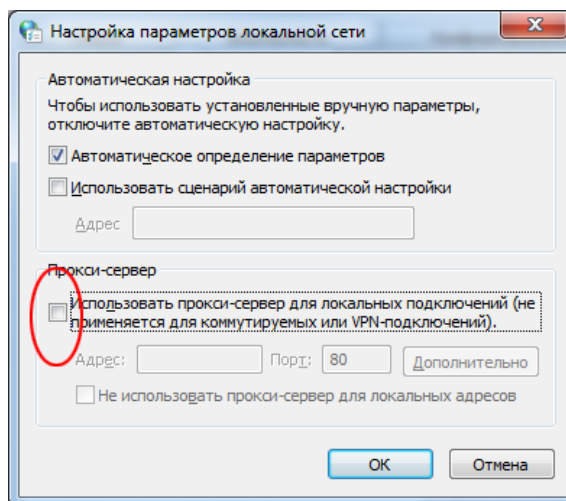 Настройка параметров локальной сети
Автоматическая настройка
Чтобы использовать установленные вручную параметры,
отключите автоматическую настройку.
Автоматическое определение параметров
Использовать сценарий автоматической настройки
Адрес
Прокси-сервер
Использовать прокси-сервер для локальных подключений (не
применяется для коммутируемых или VPN-подключений).
Адрес: Порт: 80 Дополнительно
Не использовать прокси-сервер для локальных адресов
ОК Отмена